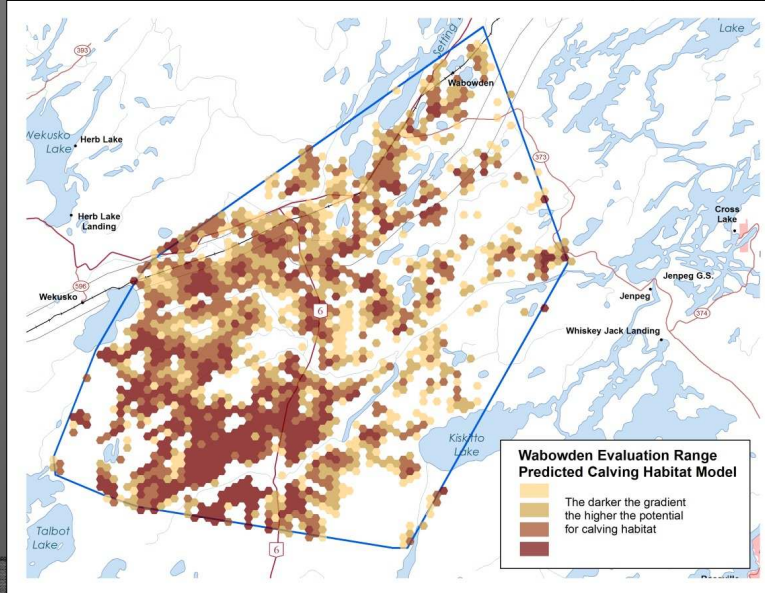 Lake
393
Setting
Wabowden
Wekusko
Lake
Herb Lake
373
Herb Lake
Landing
Cross
Lake
596
Wekusko
Jenpeg G.S.
Jenpeg
6
374
Whiskey Jack Landing
Kiskitto
Lake
Wabowden Evaluation Range
Predicted Calving Habitat Model
The darker the gradient
the higher the potential
for calving habitat
Talbot
Lake
6